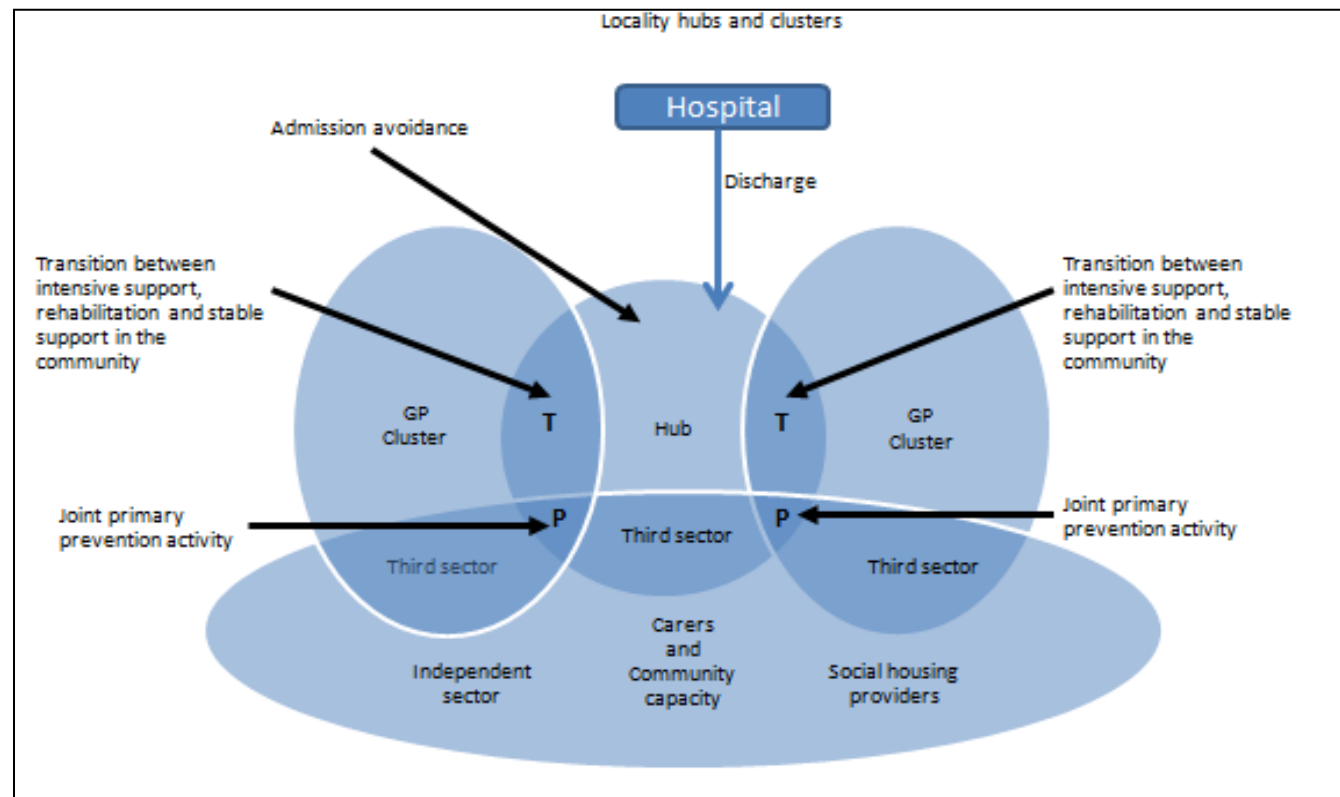 Locality hubs and clusters
Hospital
Admission avoidance
Discharge
Transition between
intensive support,
rehabilitation and stable
support in the
community
Transition between
intensive support,
rehabilitation and stable
support in the
community
GP
Cluster
T
Hub
T
GP
Cluster
Joint primary
prevention activity
P
Third sector
P
Joint primary
prevention activity
Third sector
Third sector
Independent
sector
Carers
and
Community
capacity
Social housing
providers